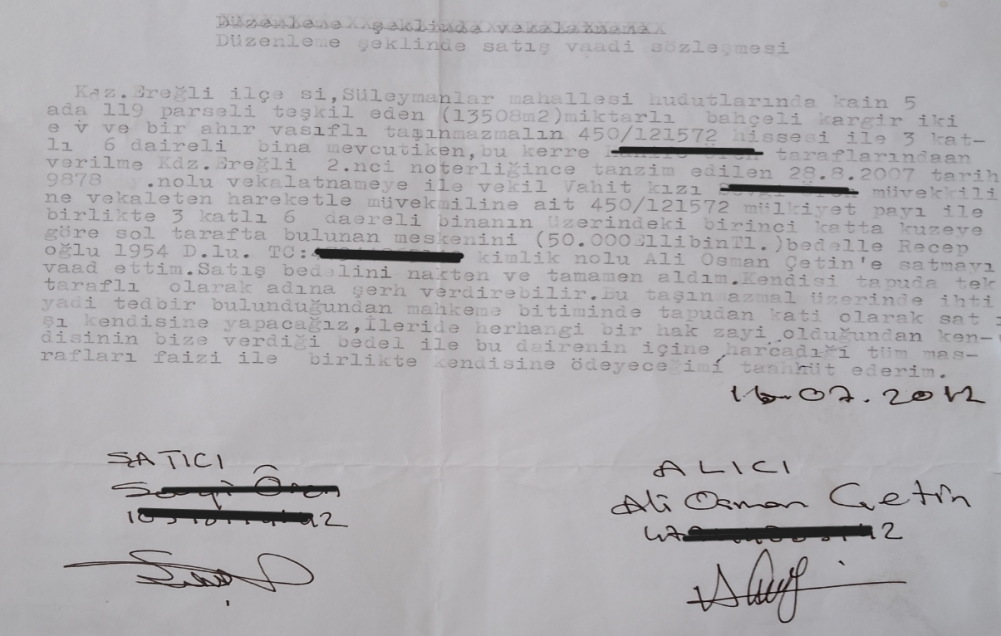 Düzenleme şeklinde vekaletname
Düzenleme şeklinde satış vaadi sözleşmesi
Kdz.Ereğli ilçe si,Süleymanlar mahallesi hudutlarında kain 5
ada 119 parseli teşkil eden (13508m2)miktarlı bahçeli kargir iki
e v ve bir ahır vasıflı taşınmazmalın 450/121572 hissesi ile 3 kat-
lı 6 daireli bina mevcutiken,bu kerre taraflarındaan
verilme Kdz.Ereğli 2.nci noterliğince tanzim edilen 28.8.2007 tarih
9878 .nolu vekalatnameye ile vekil Vahit kızı müvekkili
ne vekaleten hareketle müvekmiline ait 450/121572 mülkiyet payı ile
birlikte 3 katlı 6 daereli binanın üzerindeki birinci katta kuzeye
göre sol tarafta bulunan meskenini (50.000EllibinTl.)bedelle Recep
oğlu 1954 D.lu. TC: kimlik nolu Ali Osman Çetin'e satmayı
vaad ettim.Satış bedelini nakten ve tamamen aldım.Kendisi tapuda tek
taraflı olarak adına şerh verdirebilir.Bu taşın azmal üzerinde ihti
yadi tedbir bulunduğundan mahkeme bitiminde tapudan kati olarak sat
şı kendisine yapacağız,İleride herhangi bir hak zayi olduğundan ken-
disinin bize verdiği bedel ile bu dairenin içine harcadığı tüm mas-
rafları faizi ile birlikte kendisine ödeyeceğimi taahhüt ederim.
16.07.2012
SATICI
ALICI
Ali Osman Çetin